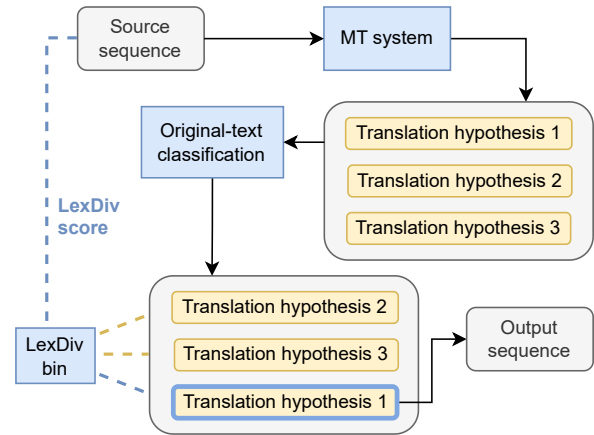 Source
sequence
MT system
Original-text
classification
Translation hypothesis 1
Translation hypothesis 2
Translation hypothesis 3
LexDiv
score
LexDiv
bin
Translation hypothesis 2
Translation hypothesis 3
Translation hypothesis 1
Output
sequence